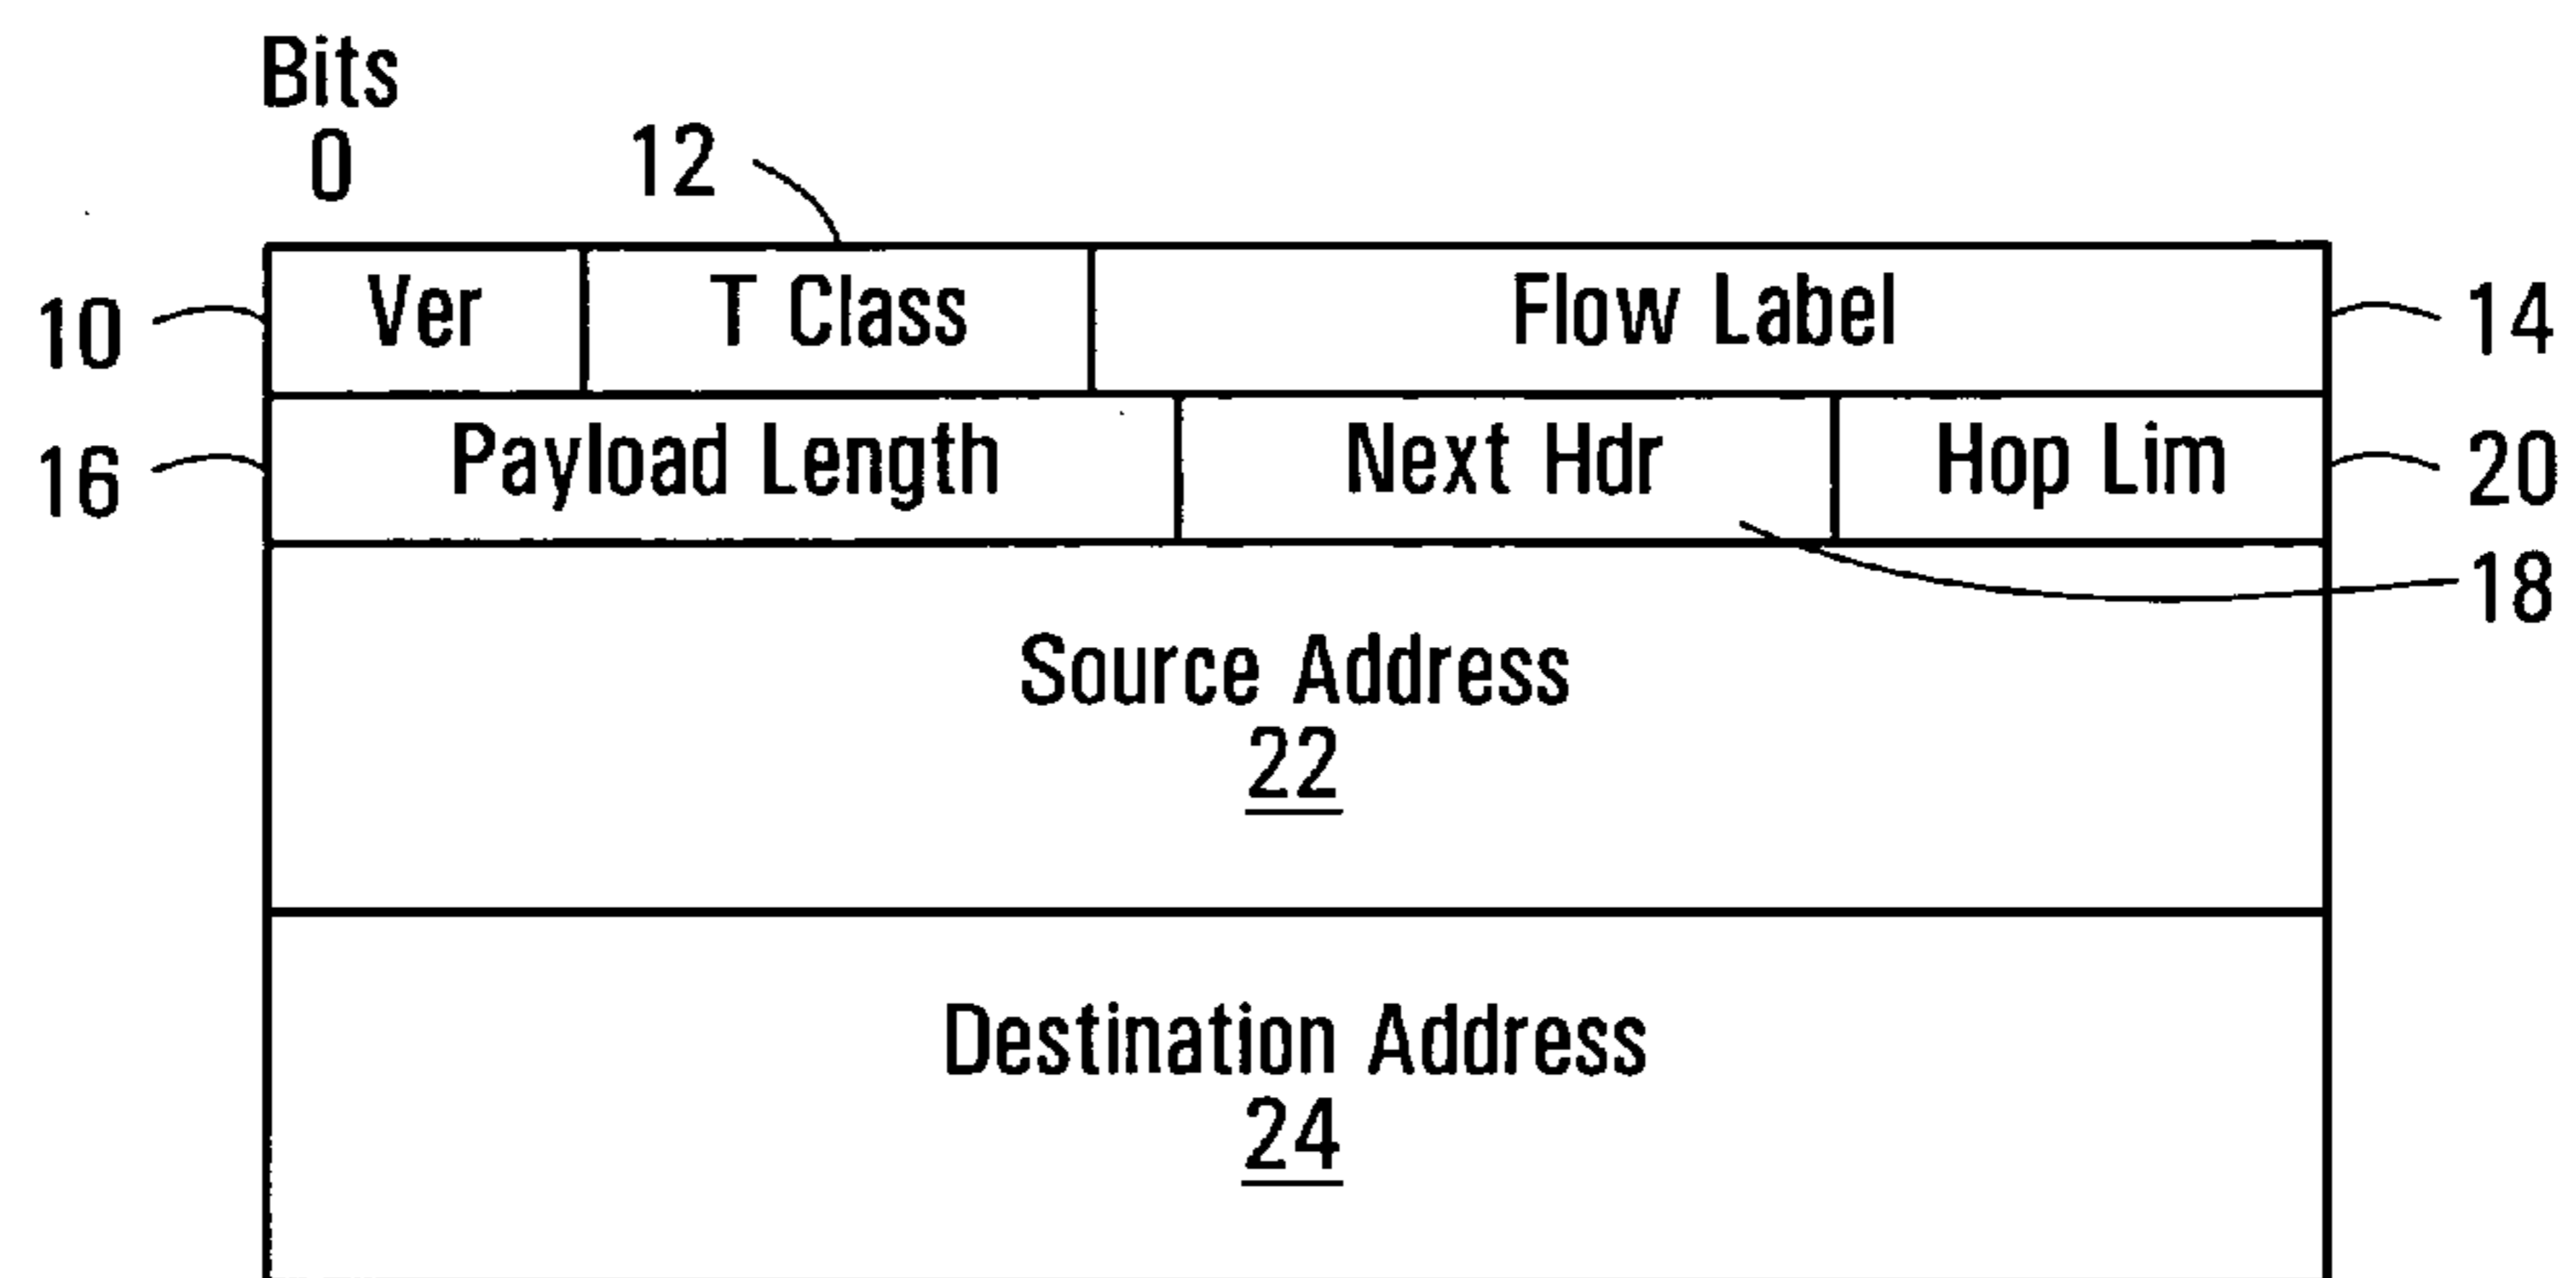 Bits
0
12
10 Ver T Class Flow Label 14
16 Payload Length Next Hdr Hop Lim 20
18
Source Address
22
Destination Address
24